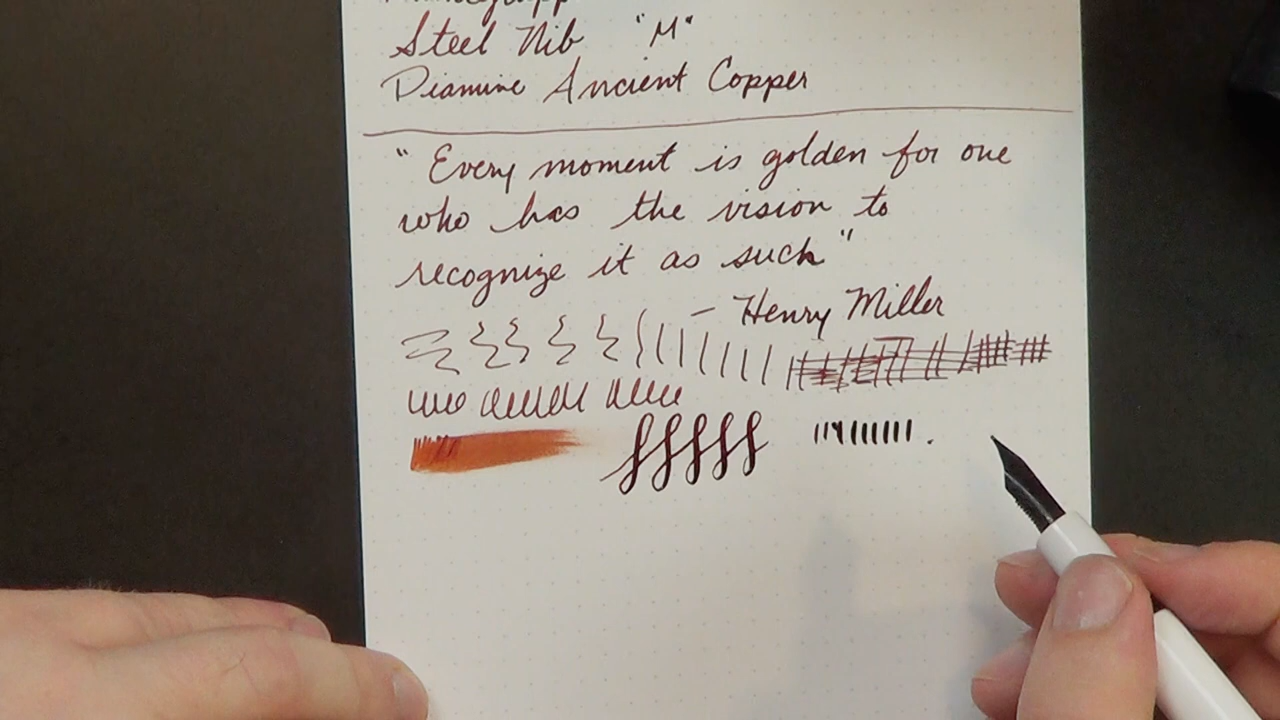 Steel Nib "M"
Diamine Ancient Copper
"Every moment is golden for one
who has the vision to
recognize it as such"
- Henry Miller